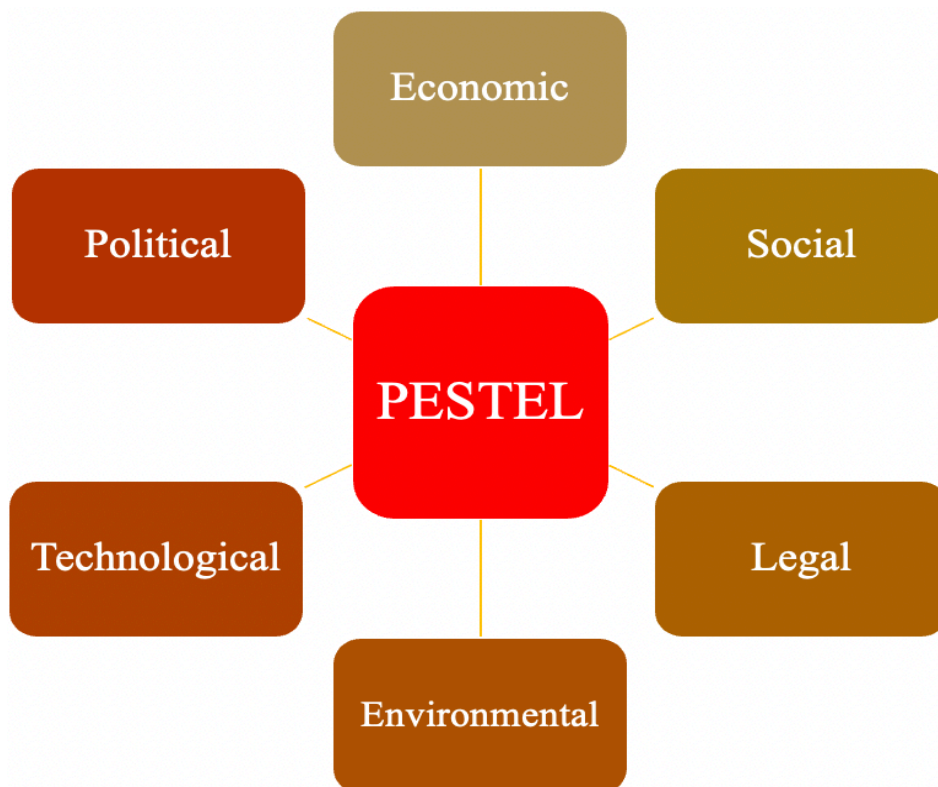 Economic
Political
Social
PESTEL
Technological
Legal
Environmental